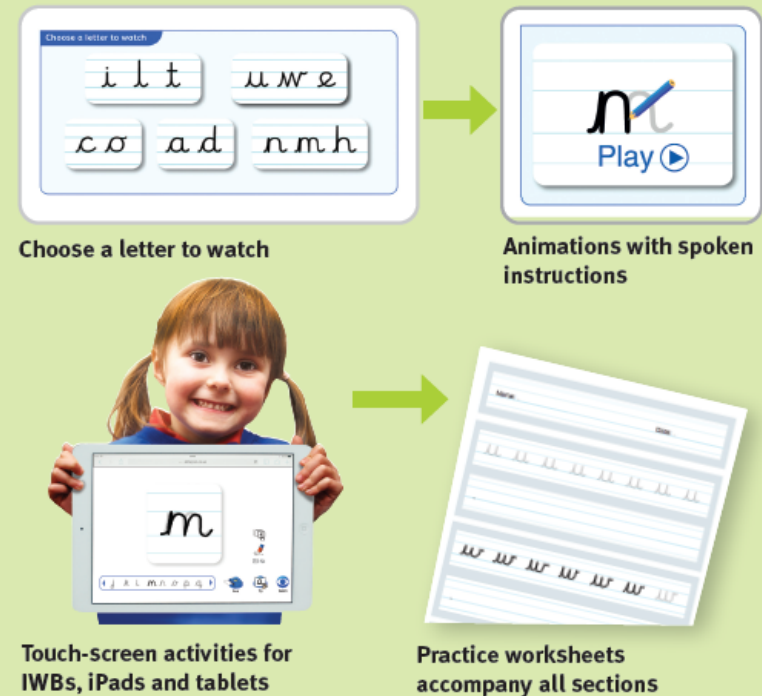 Choose a letter to watch
i l t
u w e
c o
a d
n m h
n
Play
Choose a letter to watch
Animations with spoken
instructions
m
j k l m n o p q
Name
Touch-screen activities for
IWBs, iPads and tablets
Practice worksheets
accompany all sections